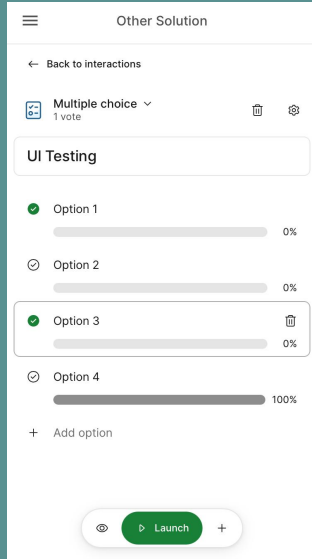 Other Solution
Back to interactions
Multiple choice
1 vote
UI Testing
Option 1
0%
Option 2
0%
Option 3
0%
Option 4
100%
Add option
Launch